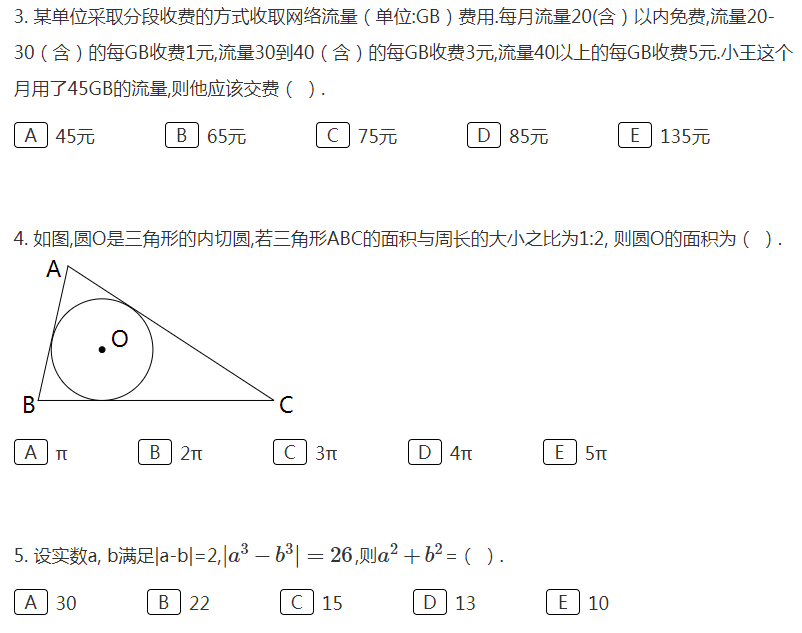 3. 某单位采取分段收费的方式收取网络流量（单位:GB）费用.每月流量20(含）以内免费,流量20-
30（含）的每GB收费1元,流量30到40（含）的每GB收费3元,流量40以上的每GB收费5元.小王这个
月用了45GB的流量,则他应该交费（  ）.
A 45元 B 65元 C 75元 D 85元 E 135元
4. 如图,圆O是三角形的内切圆,若三角形ABC的面积与周长的大小之比为1:2, 则圆O的面积为（  ）.
A
O
B
C
A π B 2π C 3π D 4π E 5π
5. 设实数a, b满足|a-b|=2,|a³ − b³| = 26,则a² + b² =（  ）.
A 30 B 22 C 15 D 13 E 10